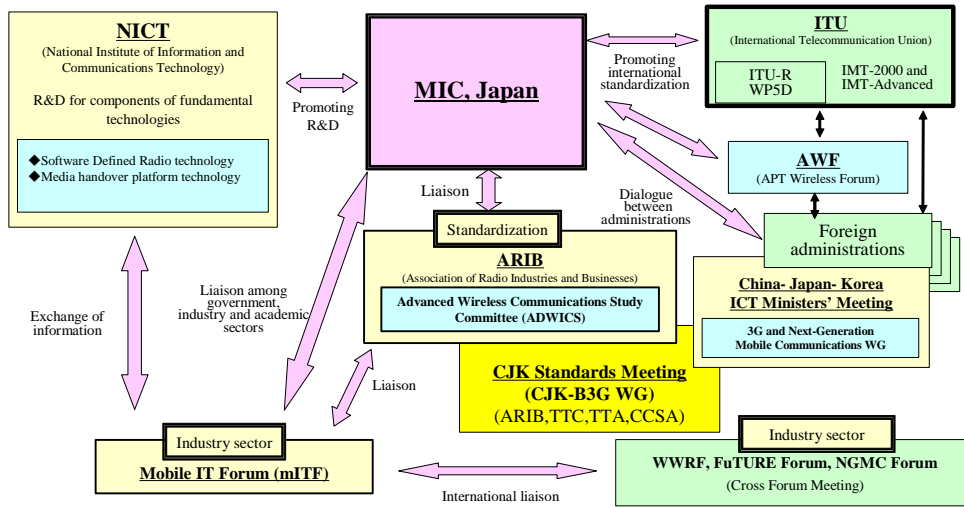 NICT
(National Institute of Information and
Communications Technology)
R&D for components of fundamental
technologies
◆Software Defined Radio technology
◆Media handover platform technology
Promoting
R&D
MIC, Japan
Promoting
international
standardization
ITU
(International Telecommunication Union)
ITU-R
WP5D
IMT-2000 and
IMT-Advanced
AWF
(APT Wireless Forum)
Dialogue
between
administrations
Foreign
administrations
China- Japan- Korea
ICT Ministers' Meeting
3G and Next-Generation
Mobile Communications WG
Liaison
Standardization
ARIB
(Association of Radio Industries and Businesses)
Advanced Wireless Communications Study
Committee (ADWICS)
CJK Standards Meeting
(CJK-B3G WG)
(ARIB,TTC,TTA,CCSA)
Exchange of
information
Liaison among
government,
industry and academic
sectors
Liaison
Industry sector
Mobile IT Forum (mITF)
International liaison
Industry sector
WWRF, FuTURE Forum, NGMC Forum
(Cross Forum Meeting)